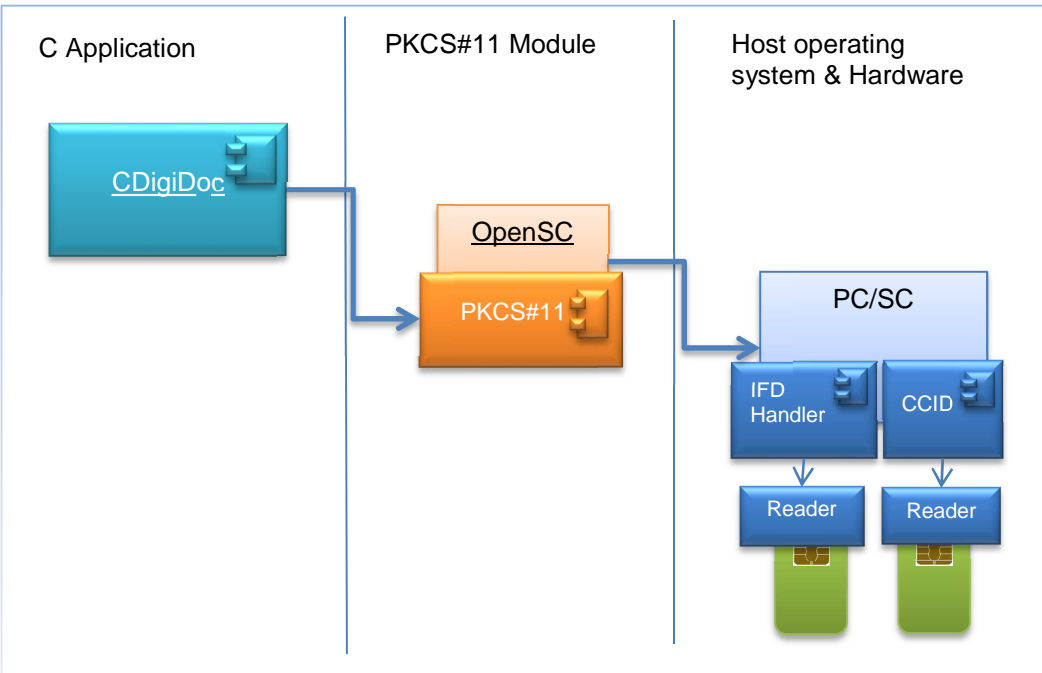 C Application
PKCS#11 Module
Host operating
system & Hardware
CDigiDoc
OpenSC
PKCS#11
PC/SC
IFD
Handler
CCID
Reader
Reader